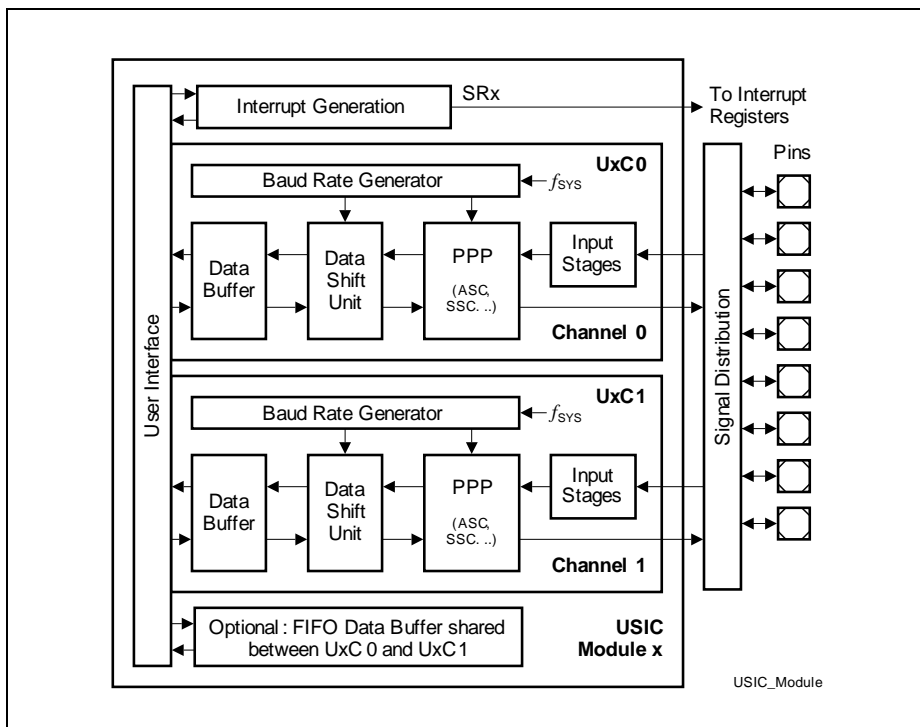 Interrupt Generation
SRx
To Interrupt
Registers
Pins
User Interface
UxC0
Baud Rate Generator
fSYS
Data
Buffer
Data
Shift
Unit
PPP
(ASC,
SSC. ..)
Input
Stages
Channel 0
Signal Distribution
UxC1
Baud Rate Generator
fSYS
Data
Buffer
Data
Shift
Unit
PPP
(ASC,
SSC. ..)
Input
Stages
Channel 1
Optional : FIFO Data Buffer shared
between UxC 0 and UxC1
USIC
Module x
USIC_Module